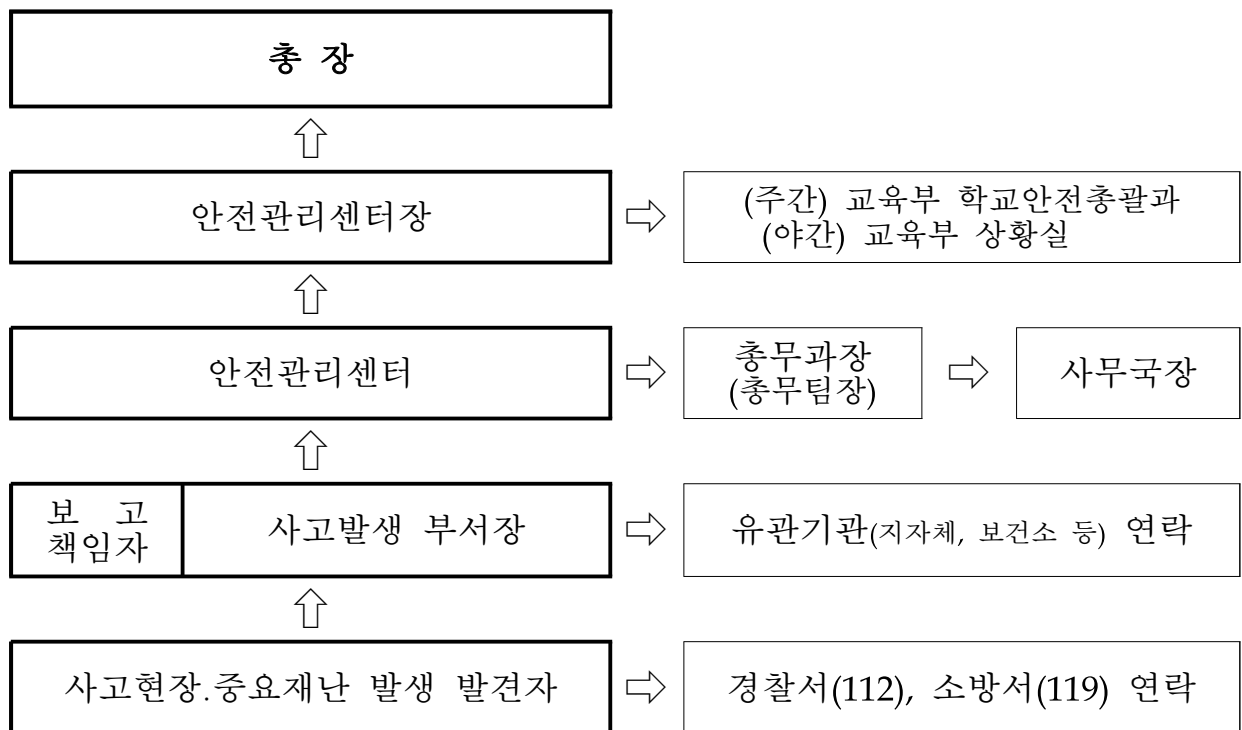 총 장
안전관리센터장
(주간) 교육부 학교안전총괄과
(야간) 교육부 상황실
안전관리센터
총무과장
(총무팀장)
사무국장
보 고
책임자
사고발생 부서장
유관기관(지자체, 보건소 등) 연락
사고현장.중요재난 발생 발견자
경찰서(112), 소방서(119) 연락